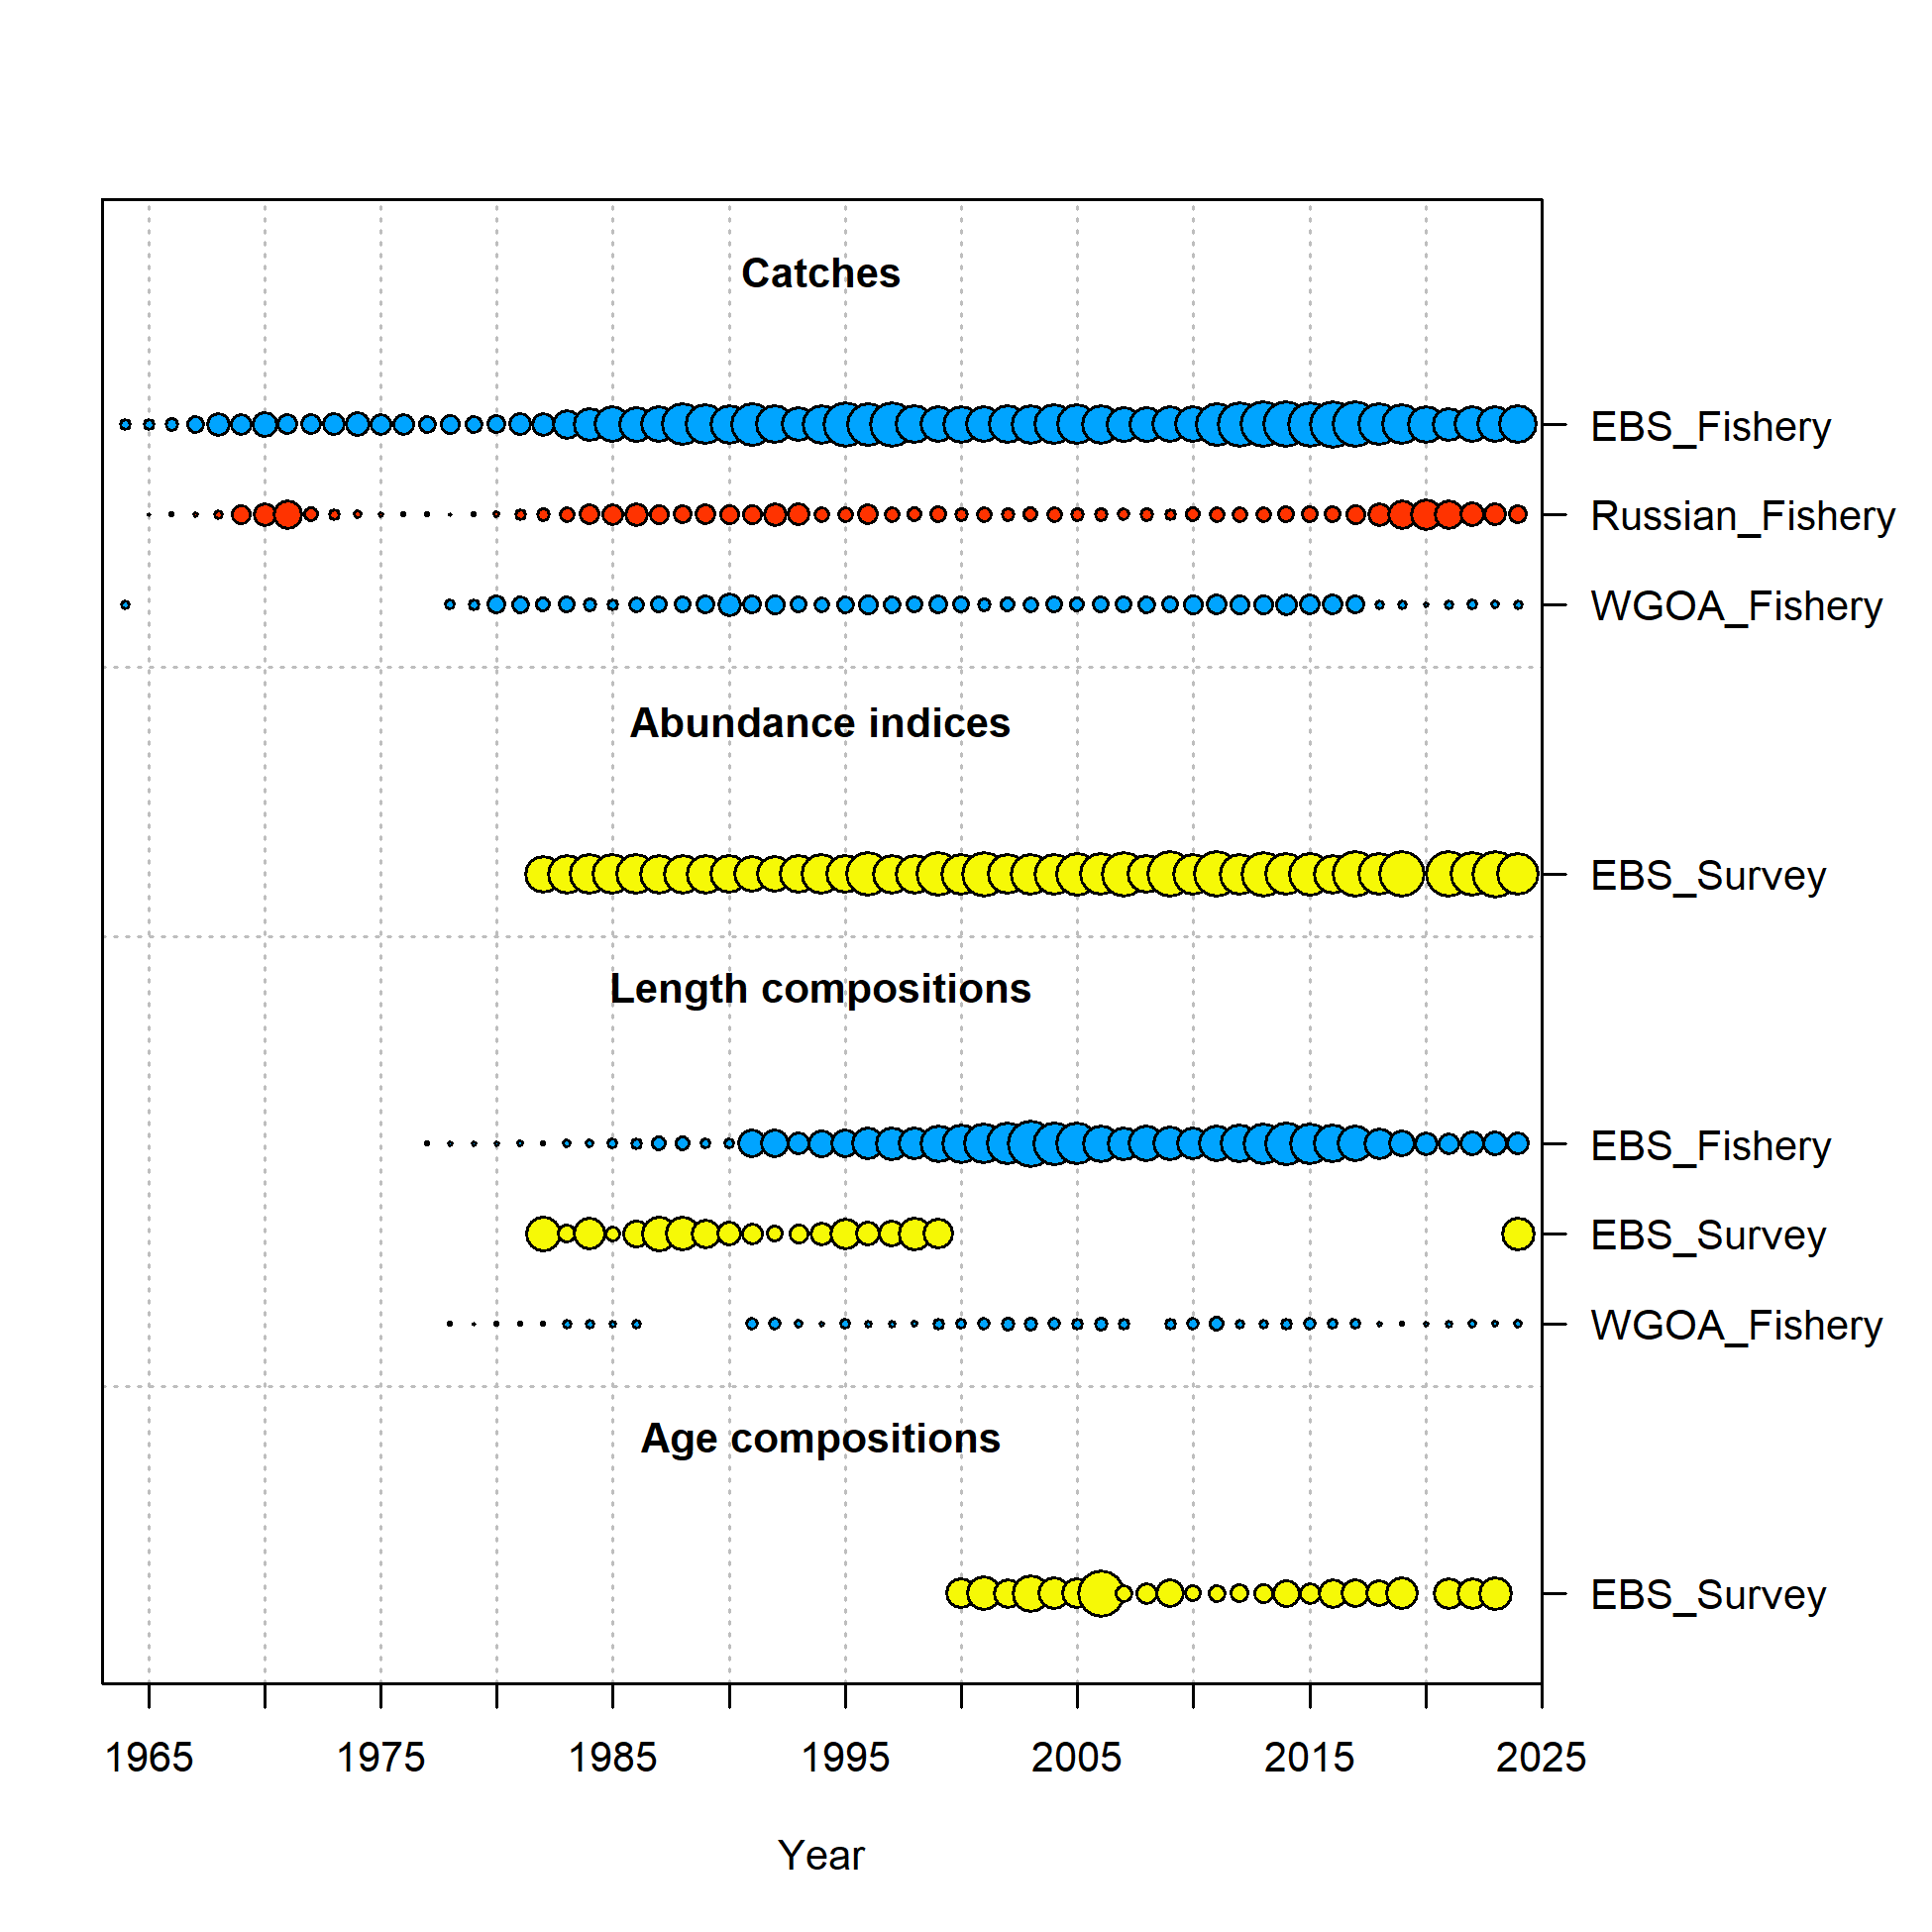 Catches
EBS_Fishery
Russian_Fishery
WGOA_Fishery
Abundance indices
EBS_Survey
Length compositions
EBS_Fishery
EBS_Survey
WGOA_Fishery
Age compositions
EBS_Survey
1965 1975 1985 1995 2005 2015 2025
Year